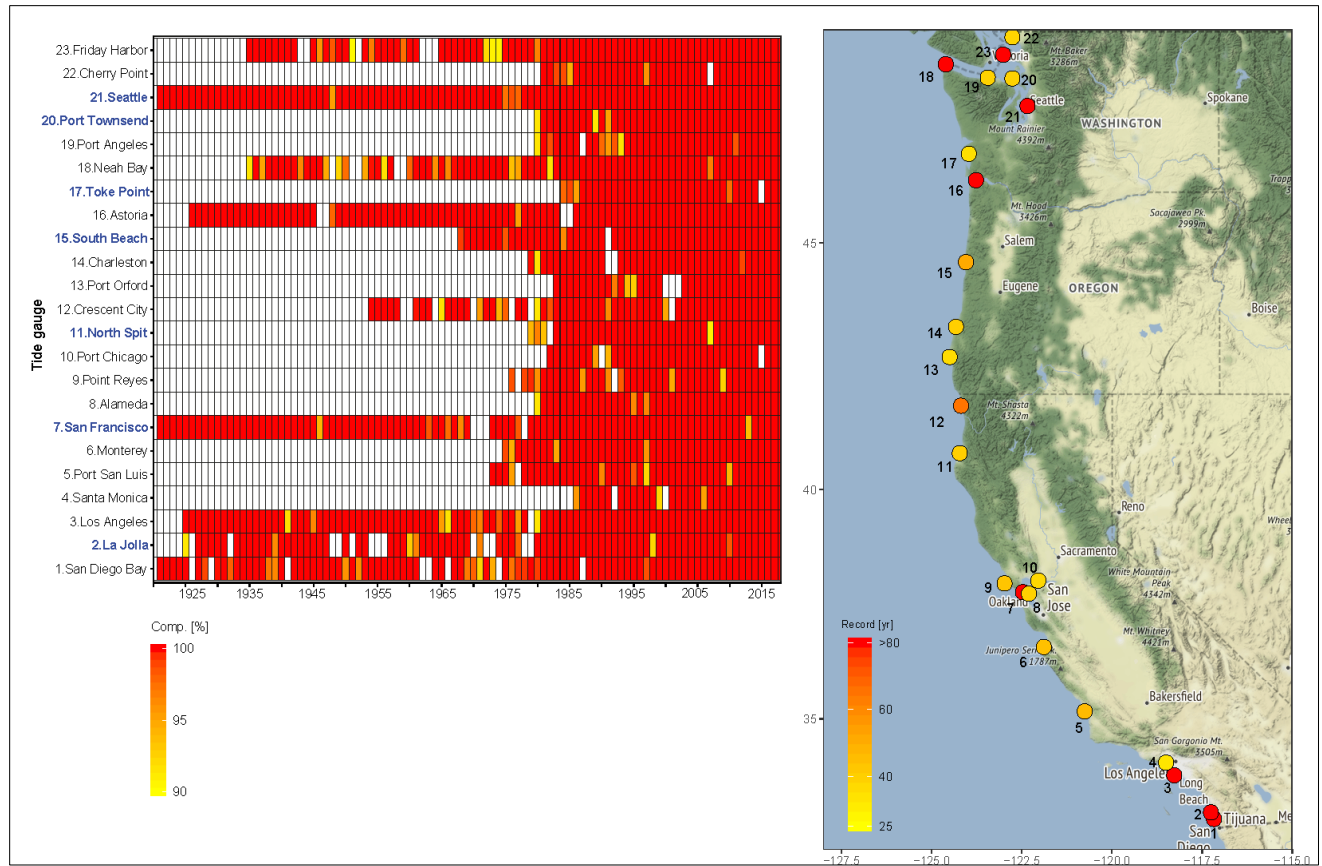 23.Friday Harbor
22.Cherry Point
21.Seattle
20.Port Townsend
19.Port Angeles
18.Neah Bay
17.Toke Point
16.Astoria
15.South Beach
14.Charleston
13.Port Orford
12.Crescent City
11.North Spit
10.Port Chicago
9.Point Reyes
8.Alameda
7.San Francisco
6.Monterey
5.Port San Luis
4.Santa Monica
3.Los Angeles
2.La Jolla
1.San Diego Bay
Tide gauge
1925 1935 1945 1955 1965 1975 1985 1995 2005 2015
Comp. [%]
100
95
90
22
23
Mt. Baker
3286m
18
19
20
Seattle
21
Spokane
Mount Rainier
4392m
WASHINGTON
17
16
Mt. Hood
3426m
Sacajawea Pk.
2999m
45
Salem
15
Eugene
OREGON
Boise
14
13
12
Mt. Shasta
4322m
11
40
Reno
Sacramento
10
9
Oakland
7
8
San
Jose
White Mountain
Peak
4342m
Record [yr]
>80
60
40
25
Mt. Whitney
4421m
6
1787m
Bakersfield
35
5
San Gorgonio Mt.
3505m
4
Los Angele
3
Long
Beach
2
1
Tijuana
San
Diego
−127.5 −125.0 −122.5 −120.0 −117.5 −115.0